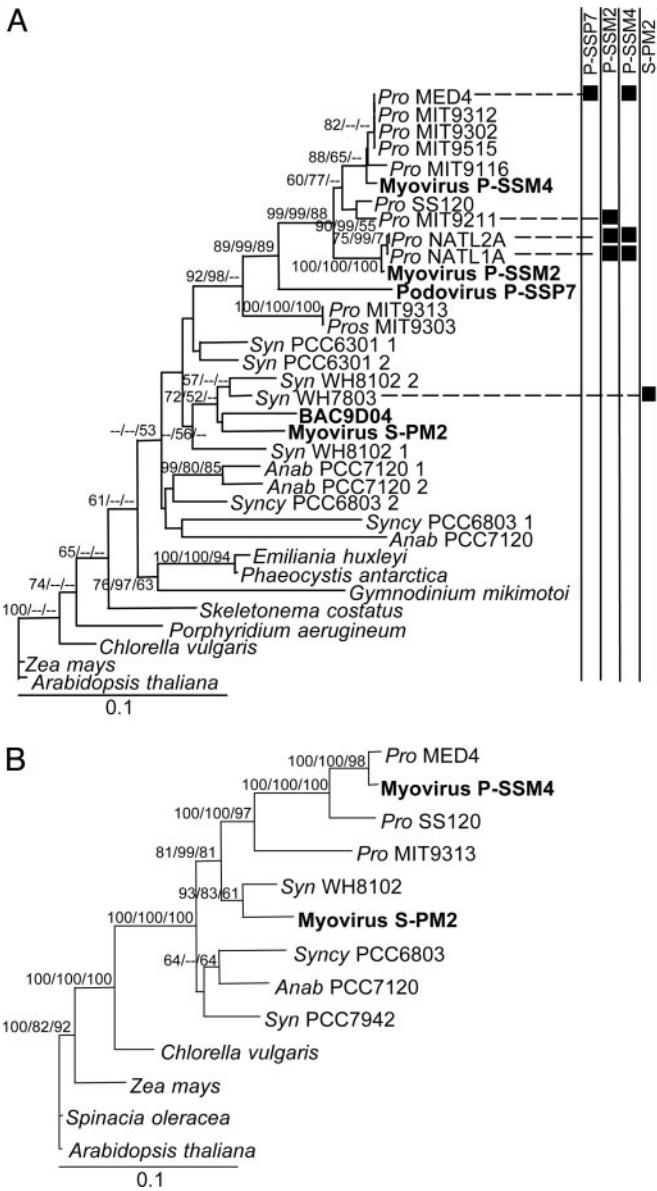 A
P-SSP7
P-SSM2
P-SSM4
S-PM2
Pro MED4
Pro MIT9312
82/--/--
Pro MIT9302
Pro MIT9515
88/65/--
Pro MIT9116
60/77/--
Myovirus P-SSM4
Pro SS120
99/99/88
Pro MIT9211
90/99/55
75/99/71
Pro NATL2A
89/99/89
Pro NATL1A
100/100/100
Myovirus P-SSM2
92/98/--
Podovirus P-SSP7
100/100/100
Pro MIT9313
Pros MIT9303
Syn PCC6301 1
Syn PCC6301 2
57/--/--
Syn WH8102 2
72/52/--
Syn WH7803
BAC9D04
--/--/53
--/56/--
Myovirus S-PM2
Syn WH8102 1
99/80/85
Anab PCC7120 1
Anab PCC7120 2
61/--/--
Syncy PCC6803 2
Syncy PCC6803 1
Anab PCC7120
65/--/--
100/100/94
Emiliania huxleyi
Phaeocystis antarctica
74/--/--
76/97/63
Gymnodinium mikimotoi
100/--/--
Skeletonema costatus
Porphyridium aerugineum
Chlorella vulgaris
Zea mays
Arabidopsis thaliana
0.1
B
100/100/98
Pro MED4
100/100/100
Myovirus P-SSM4
100/100/97
Pro SS120
81/99/81
Pro MIT9313
93/83/61
Syn WH8102
100/100/100
Myovirus S-PM2
64/--/64
Syncy PCC6803
100/100/100
Anab PCC7120
100/82/92
Syn PCC7942
Chlorella vulgaris
Zea mays
Spinacia oleracea
Arabidopsis thaliana
0.1